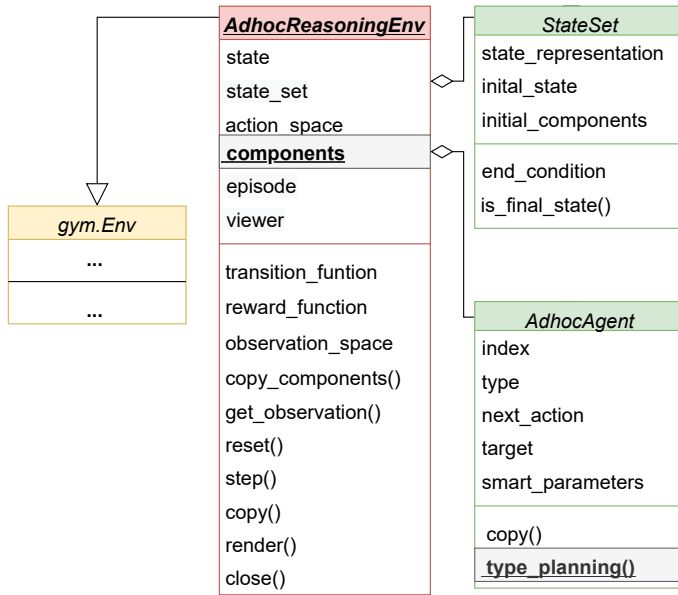 AdhocReasoningEnv
state
state_set
action_space
components
episode
viewer
transition_funtion
reward_function
observation_space
copy_components()
get_observation()
reset()
step()
copy()
render()
close()
gym.Env
...
...
StateSet
state_representation
inital_state
initial_components
end_condition
is_final_state()
AdhocAgent
index
type
next_action
target
smart_parameters
copy()
type_planning()